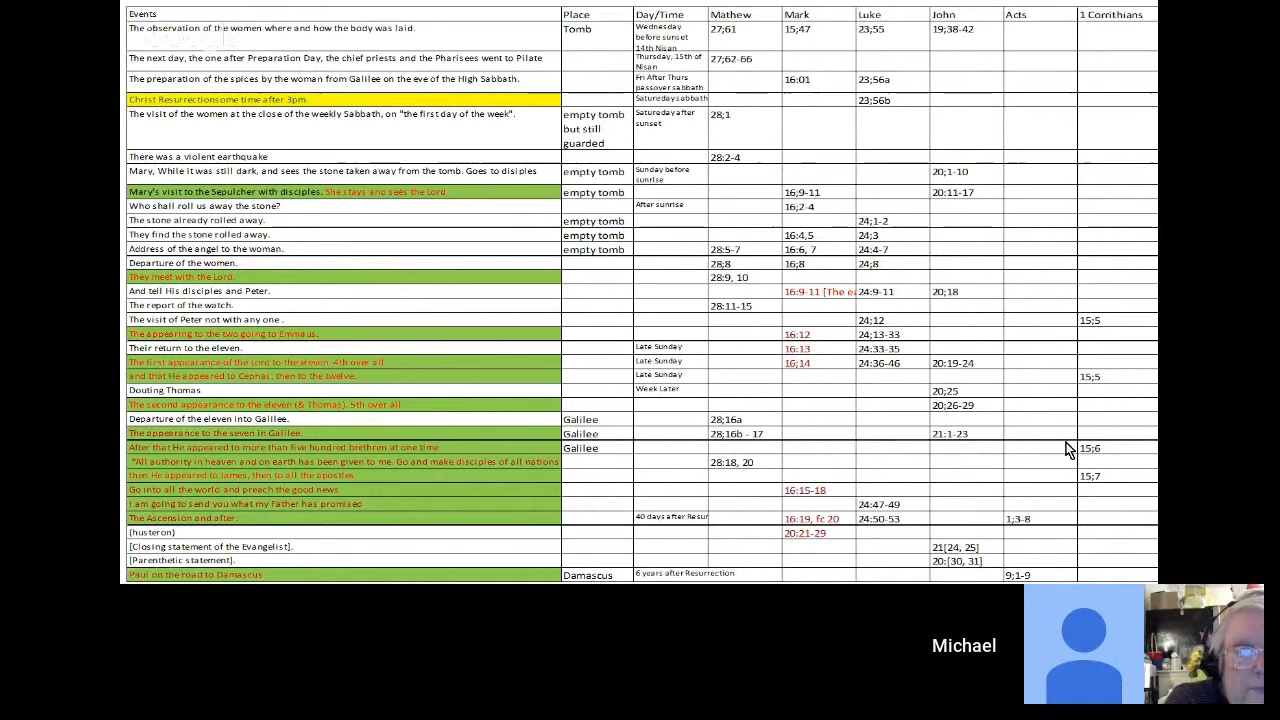 Events Place Day/Time Mathew Mark Luke John Acts 1 Corrithians
The observation of the women where and how the body was laid. Tomb Wednesday before sunset 14th Nisan 27;61 15;47 23;55 19;38-42
The next day, the one after Preparation Day, the chief priests and the Pharisees went to Pilate Thursday, 15th of Nisan 27;62-66
The preparation of the spices by the woman from Galilee on the eve of the High Sabbath. Fri After Thurs passover sabbath 16:01 23;56a
Christ Resurrectionsome time after 3pm. Satureday sabbath 23;56b
The visit of the women at the close of the weekly Sabbath, on "the first day of the week". empty tomb but still guarded Satureday after sunset 28;1
There was a violent earthquake 28:2-4
Mary, While it was still dark, and sees the stone taken away from the tomb. Goes to disiples empty tomb Sunday before sunrise 20;1-10
Mary's visit to the Sepulcher with disciples. She stays and sees the Lord empty tomb 16;9-11 20:11-17
Who shall roll us away the stone? After sunrise 16;2-4
The stone already rolled away. empty tomb 24;1-2
They find the stone rolled away. empty tomb 16:4,5 24;3
Address of the angel to the woman. empty tomb 28:5-7 16:6, 7 24:4-7
Departure of the women. 28;8 16;8 24;8
They meet with the Lord. 28:9, 10
And tell His disciples and Peter. 16:9-11 [The ea 24:9-11 20;18
The report of the watch. 28:11-15
The visit of Peter not with any one . 24;12 15;5
The appearing to the two going to Emmaus. 16:12 24;13-33
Their return to the eleven. Late Sunday 16:13 24:33-35
The first appearance of the Lord to the eleven. 4th over all Late Sunday 16;14 24:36-46 20:19-24
and that He appeared to Cephas, then to the twelve. Late Sunday 15;5
Douting Thomas Week Later 20;25
The second appearance to the eleven (& Thomas). 5th over all 20;26-29
Departure of the eleven into Galilee. Galilee 28;16a
The appearance to the seven in Galilee. Galilee 28;16b - 17 21:1-23
After that He appeared to more than five hundred brethren at one time Galilee 15;6
"All authority in heaven and on earth has been given to me. Go and make disciples of all nations 28:18, 20
then He appeared to James, then to all the apostles 15;7
Go into all the world and preach the good news 16:15-18
I am going to send you what my Father has promised 24:47-49
The Ascension and after. 40 days after Resur 16:19, fc 20 24:50-53 1;3-8
(husteron) 20:21-29
[Closing statement of the Evangelist]. 21[24, 25]
[Parenthetic statement]. 20:[30, 31]
Paul on the road to Damascus Damascus 6 years after Resurrection 9;1-9
Michael